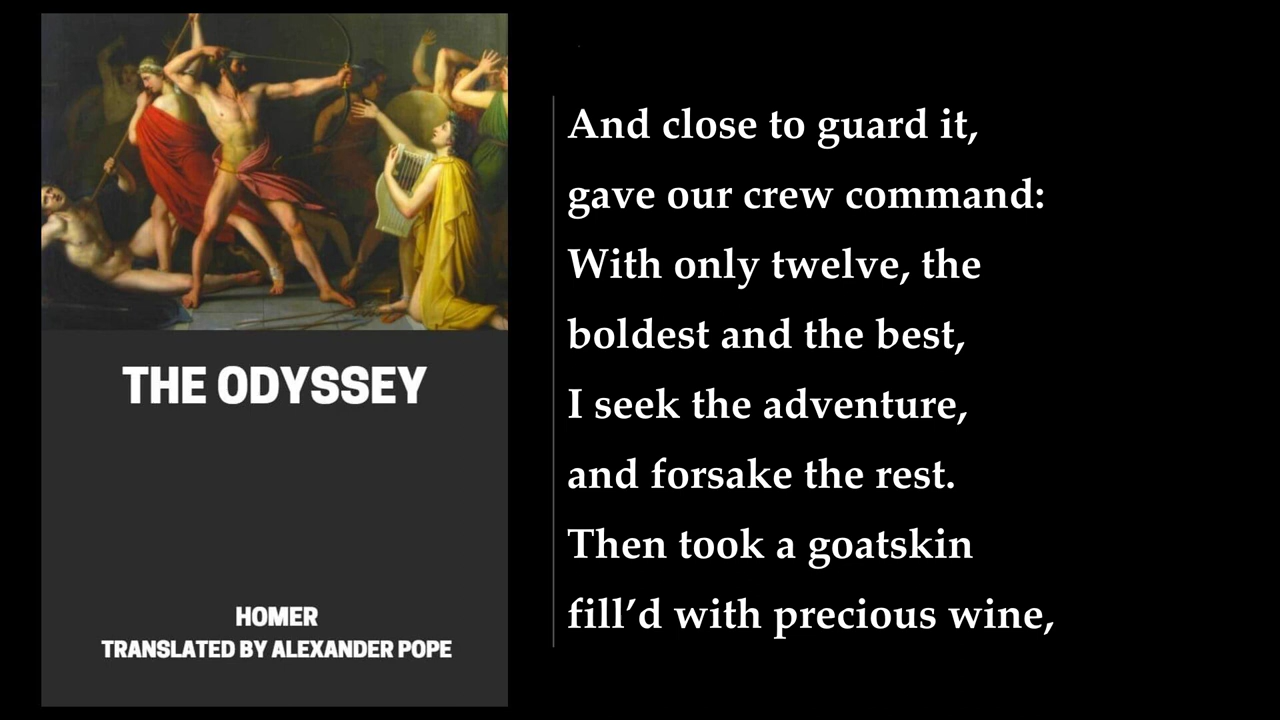 THE ODYSSEY
HOMER
TRANSLATED BY ALEXANDER POPE
And close to guard it,
gave our crew command:
With only twelve, the
boldest and the best,
I seek the adventure,
and forsake the rest.
Then took a goatskin
fill’d with precious wine,